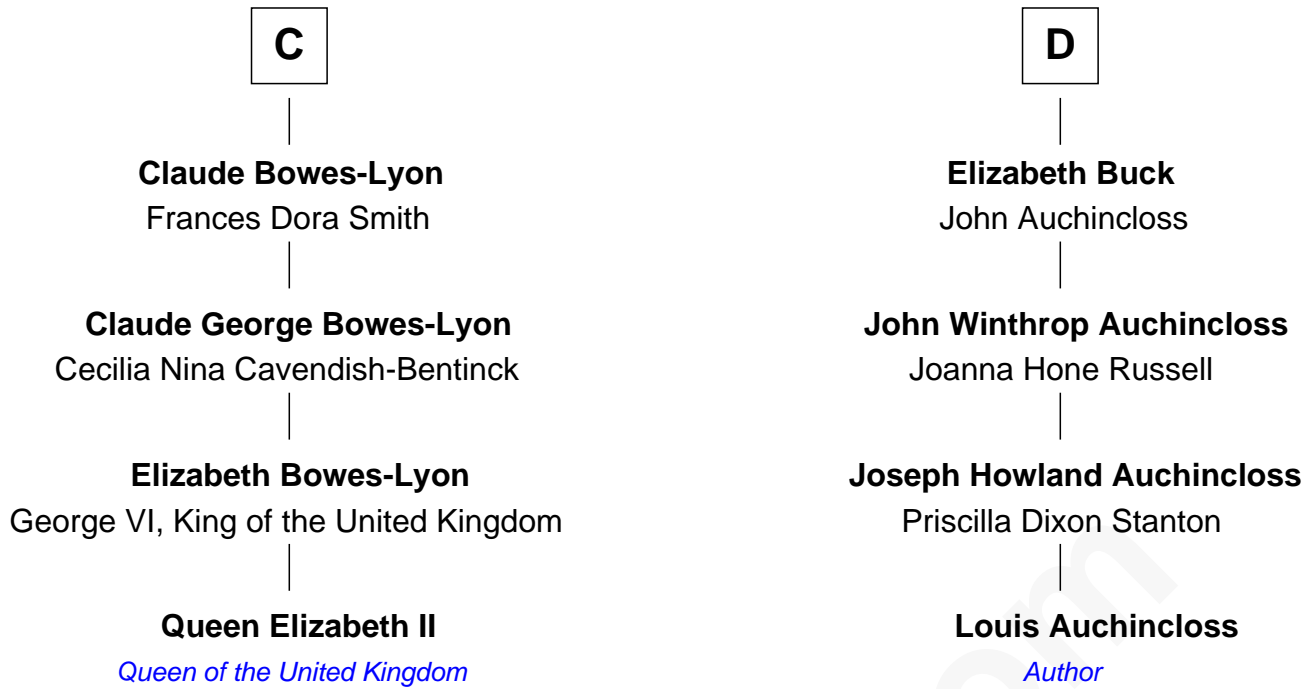 C
Claude Bowes-Lyon
Frances Dora Smith
Claude George Bowes-Lyon
Cecilia Nina Cavendish-Bentinck
Elizabeth Bowes-Lyon
George VI, King of the United Kingdom
Queen Elizabeth II
Queen of the United Kingdom
D
Elizabeth Buck
John Auchincloss
John Winthrop Auchincloss
Joanna Hone Russell
Joseph Howland Auchincloss
Priscilla Dixon Stanton
Louis Auchincloss
Author
om